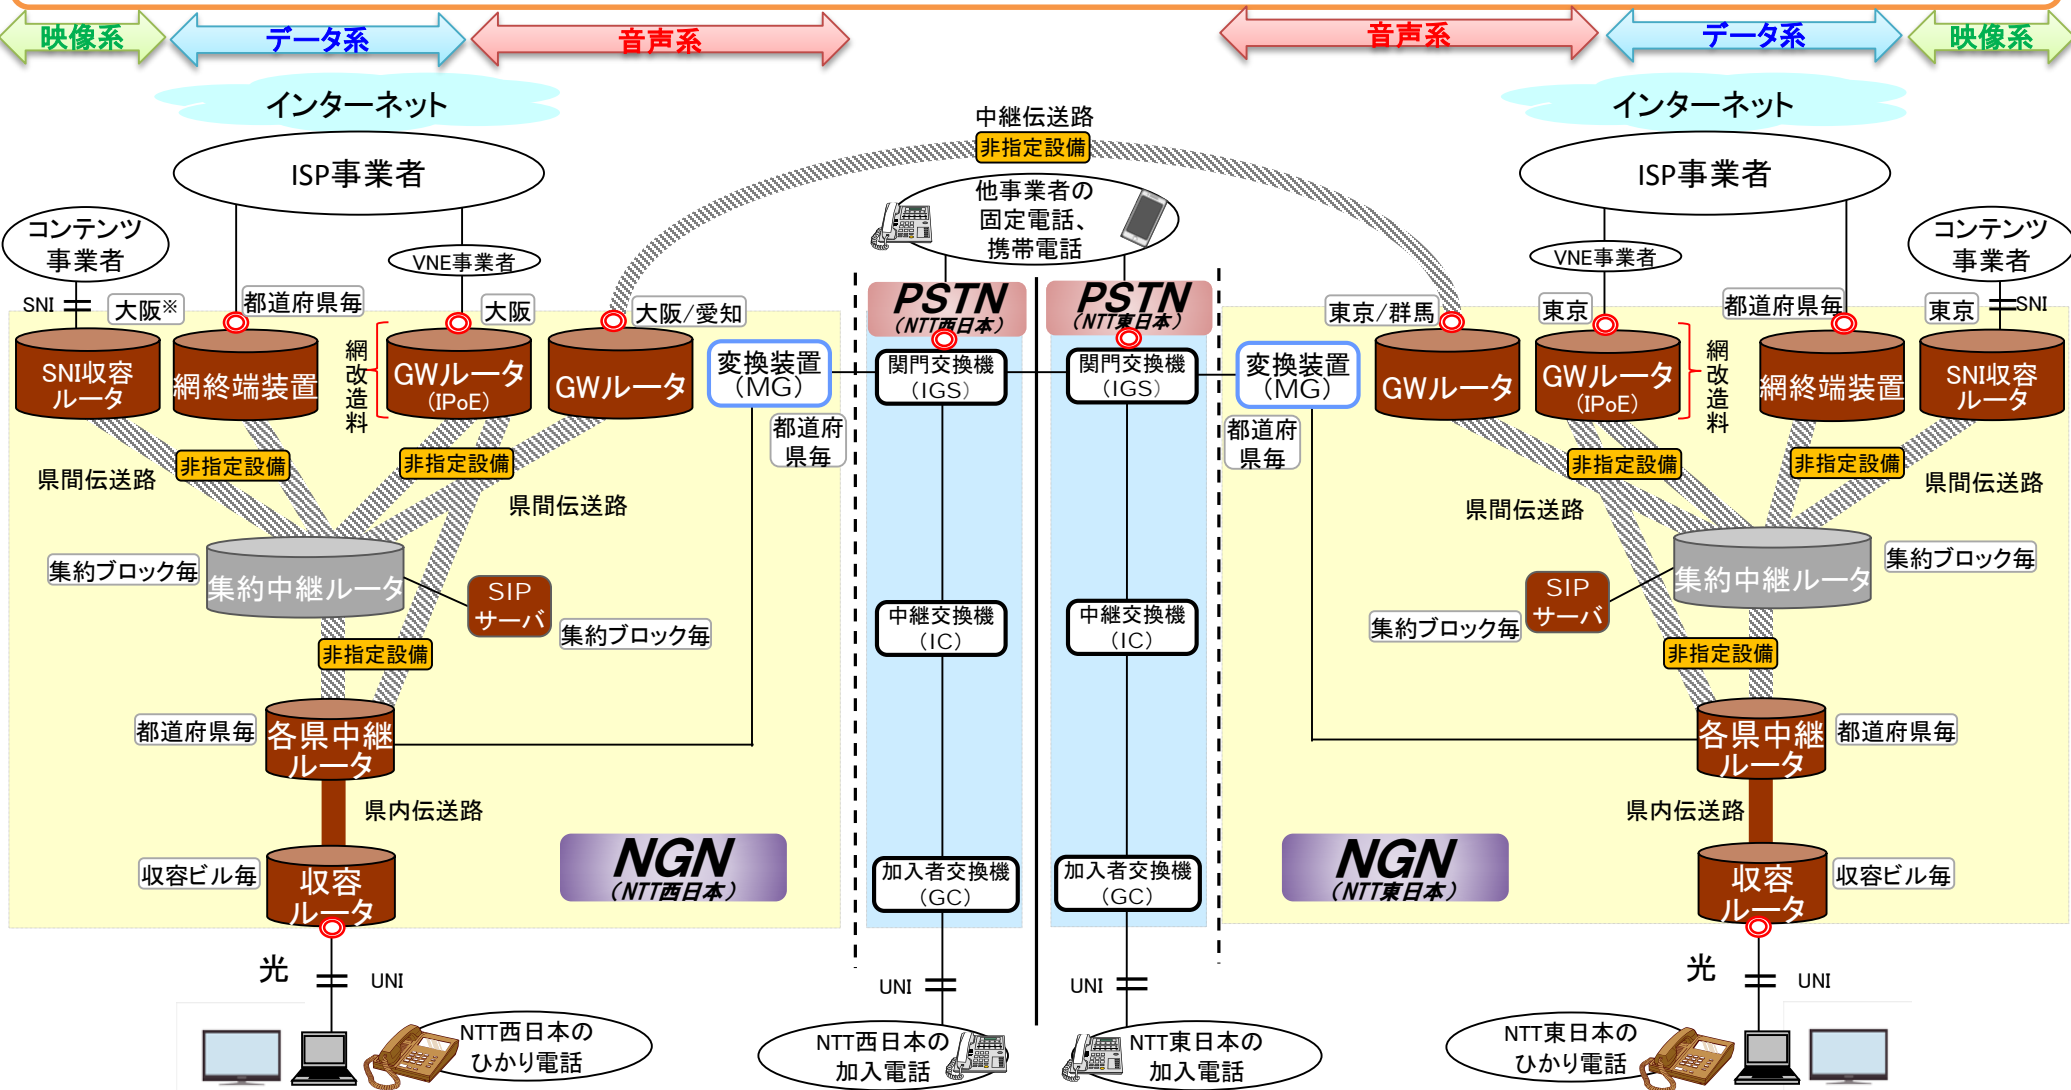 映像系
データ系
音声系
音声系
データ系
映像系
インターネット
インターネット
中継伝送路
非指定設備
ISP事業者
ISP事業者
他事業者の
固定電話、
携帯電話
コンテンツ
事業者
VNE事業者
VNE事業者
コンテンツ
事業者
SNI
大阪※
都道府県毎
大阪
大阪/愛知
PSTN
(NTT西日本)
PSTN
(NTT東日本)
東京/群馬
東京
都道府県毎
東京
SNI
SNI収容
ルータ
網終端装置
網改造料
GWルータ
(IPoE)
GWルータ
変換装置
(MG)
関門交換機
(IGS)
関門交換機
(IGS)
変換装置
(MG)
GWルータ
GWルータ
(IPoE)
網改造料
網終端装置
SNI収容
ルータ
都道府
県毎
都道府
県毎
非指定設備
非指定設備
非指定設備
非指定設備
県間伝送路
県間伝送路
県間伝送路
県間伝送路
集約ブロック毎
集約中継ルータ
SIP
サーバ
集約ブロック毎
中継交換機
(IC)
中継交換機
(IC)
集約ブロック毎
SIP
サーバ
集約中継ルータ
集約ブロック毎
非指定設備
非指定設備
都道府県毎
各県中継
ルータ
各県中継
ルータ
都道府県毎
県内伝送路
県内伝送路
収容ビル毎
収容
ルータ
NGN
(NTT西日本)
加入者交換機
(GC)
加入者交換機
(GC)
NGN
(NTT東日本)
収容
ルータ
収容ビル毎
光
UNI
UNI
UNI
光
UNI
NTT西日本の
ひかり電話
NTT西日本の
加入電話
NTT東日本の
加入電話
NTT東日本の
ひかり電話